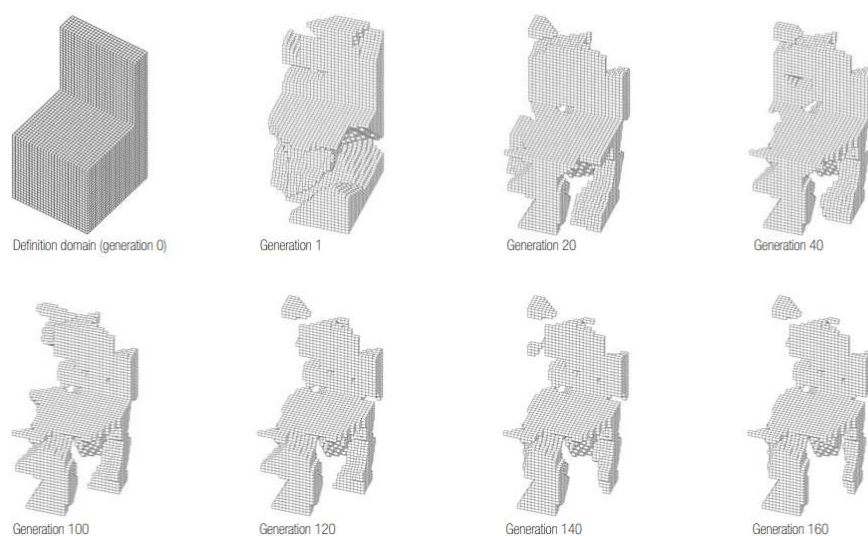 Definition domain (generation 0)
Generation 1
Generation 20
Generation 40
Generation 100
Generation 120
Generation 140
Generation 160